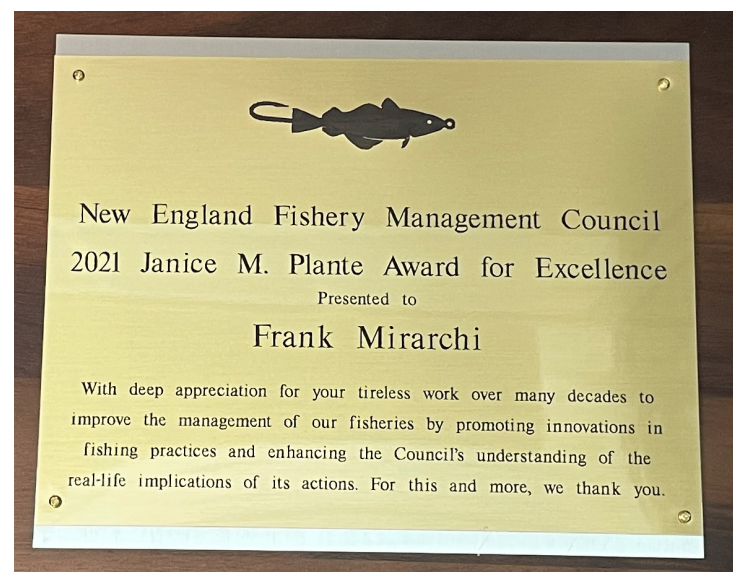 New England Fishery Management Council
2021 Janice M. Plante Award for Excellence
Presented to
Frank Mirarchi
With deep appreciation for your tireless work over many decades to
improve the management of our fisheries by promoting innovations in
fishing practices and enhancing the Council's understanding of the
real-life implications of its actions. For this and more, we thank you.